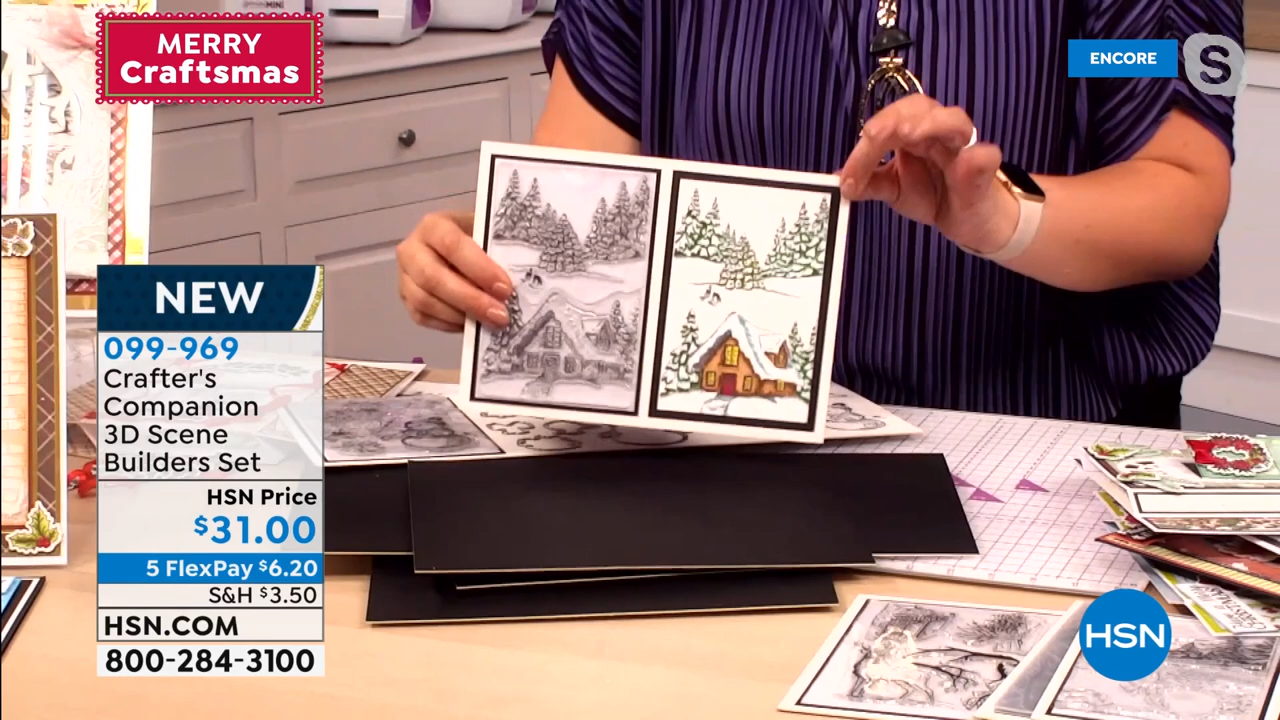 MERRY
Craftsmas
ENCORE
S
NEW
099-969
Crafter's
Companion
3D Scene
Builders Set
HSN Price
$31.00
5 FlexPay $6.20
S&H $3.50
HSN.COM
800-284-3100
HSN